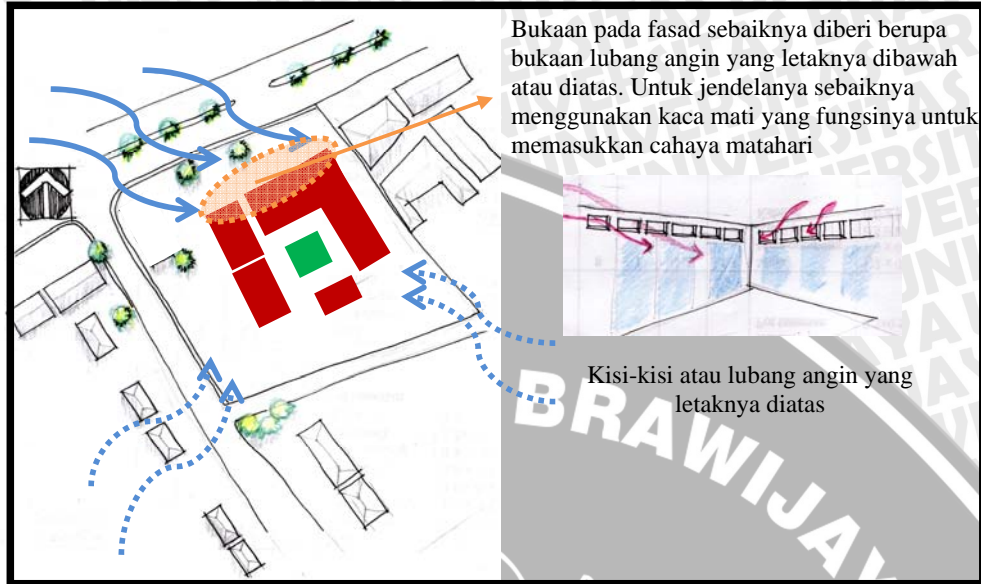 Bukaan pada fasad sebaiknya diberi berupa
bukaan lubang angin yang letaknya dibawah
atau diatas. Untuk jendelanya sebaiknya
menggunakan kaca mati yang fungsinya untuk
memasukkan cahaya matahari
Kisi-kisi atau lubang angin yang
letaknya diatas
BRAWIJAYA